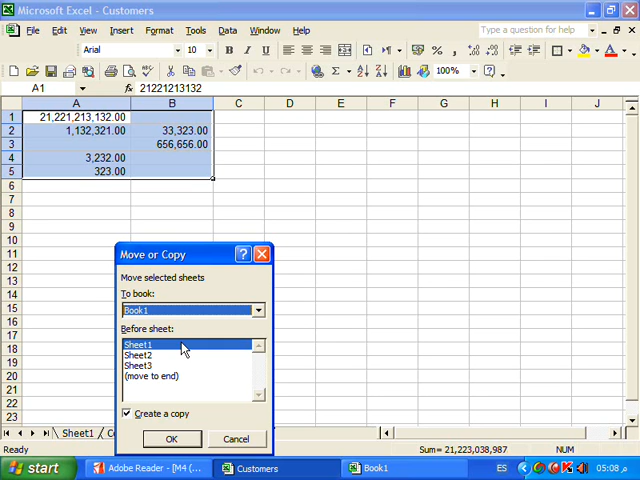 Microsoft Excel - Customers
File Edit View Insert Format Tools Data Window Help
Type a question for help
Arial 10 B I U
100%
A1 fx 21221213132
A B C D E F G H I J
1 21,221,213,132.00
2 1,132,321.00 33,323.00
3 656,656.00
4 3,232.00
5 323.00
6
7
8
9
10
11
12
13
14
15
16
17
18
19
20
21
22
23
Move or Copy
Move selected sheets
To book:
Book1
Before sheet:
Sheet1
Sheet2
Sheet3
(move to end)
Create a copy
OK Cancel
Sheet1
Ready Sum= 21,223,038,987 NUM
start Adobe Reader - [M4 (... Customers Book1 ES 05:08 م